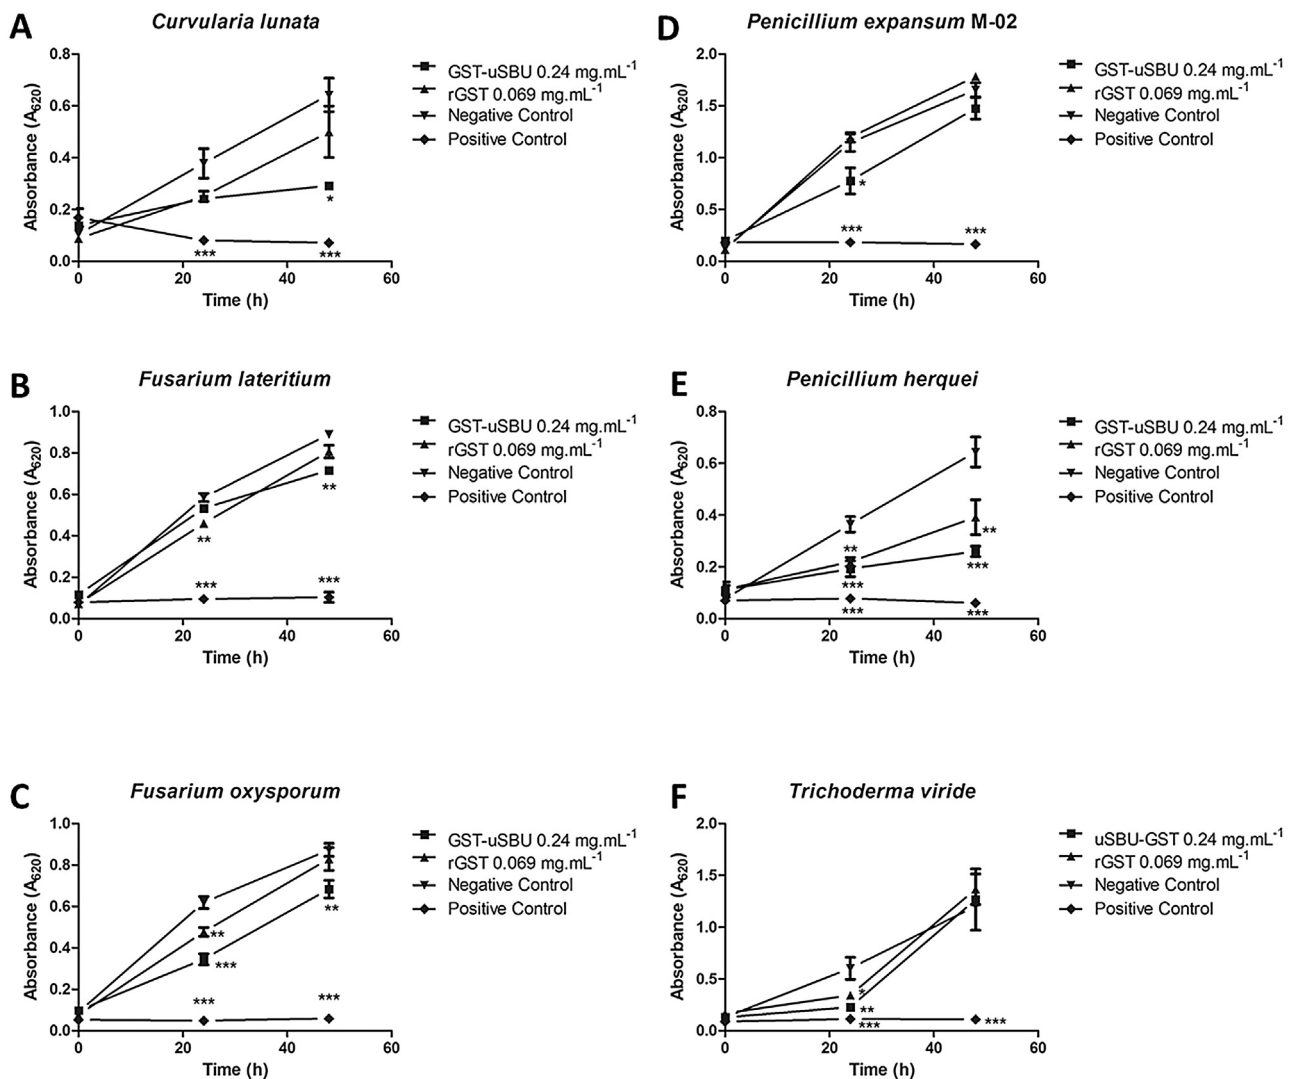 A
Curvularia lunata
0.8
0.6
0.4
0.2
0.0
Absorbance (A620)
0 20 40 60
Time (h)
*
***
***
GST-uSBU 0.24 mg.mL-1
rGST 0.069 mg.mL-1
Negative Control
Positive Control
D
Penicillium expansum M-02
2.0
1.5
1.0
0.5
0.0
Absorbance (A620)
0 20 40 60
Time (h)
*
***
***
GST-uSBU 0.24 mg.mL-1
rGST 0.069 mg.mL-1
Negative Control
Positive Control
B
Fusarium lateritium
1.0
0.8
0.6
0.4
0.2
0.0
Absorbance (A620)
0 20 40 60
Time (h)
**
**
***
***
GST-uSBU 0.24 mg.mL-1
rGST 0.069 mg.mL-1
Negative Control
Positive Control
E
Penicillium herquei
0.8
0.6
0.4
0.2
0.0
Absorbance (A620)
0 20 40 60
Time (h)
**
**
***
***
***
***
GST-uSBU 0.24 mg.mL-1
rGST 0.069 mg.mL-1
Negative Control
Positive Control
C
Fusarium oxysporum
1.0
0.8
0.6
0.4
0.2
0.0
Absorbance (A620)
0 20 40 60
Time (h)
**
**
***
***
***
GST-uSBU 0.24 mg.mL-1
rGST 0.069 mg.mL-1
Negative Control
Positive Control
F
Trichoderma viride
2.0
1.5
1.0
0.5
0.0
Absorbance (A620)
0 20 40 60
Time (h)
*
**
***
***
uSBU-GST 0.24 mg.mL-1
rGST 0.069 mg.mL-1
Negative Control
Positive Control